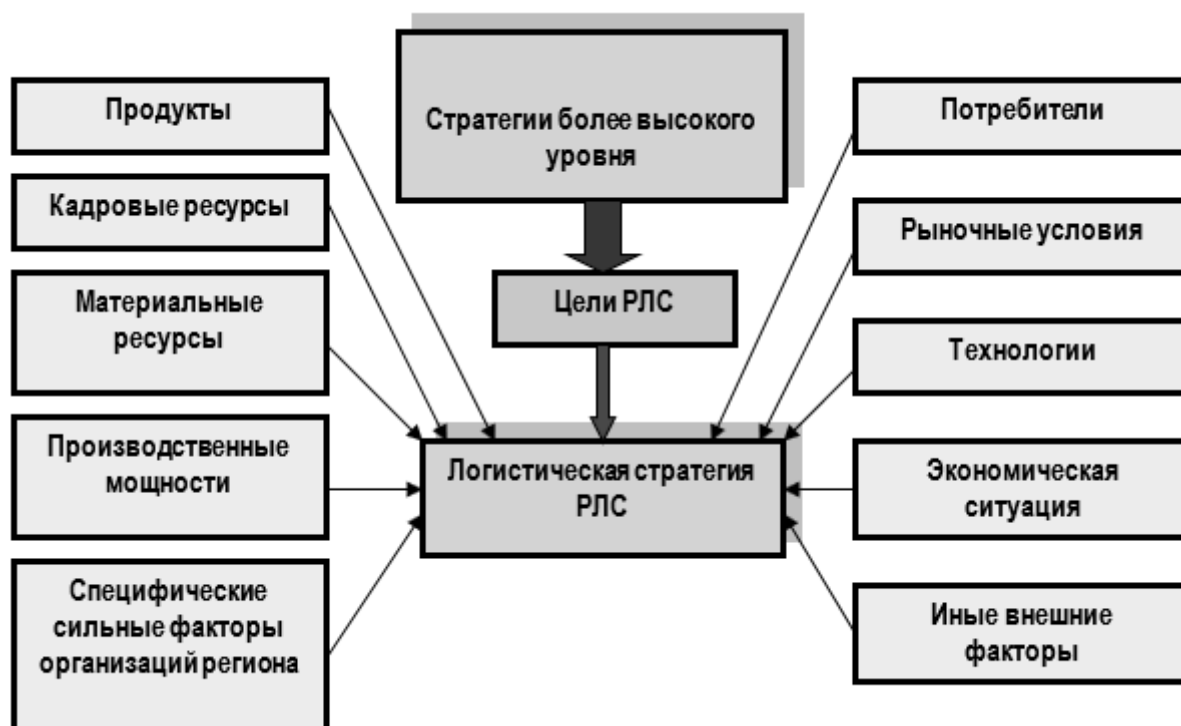 Стратегии более высокого
уровня
Цели РЛС
Логистическая стратегия
РЛС
Продукты
Кадровые ресурсы
Материальные
ресурсы
Производственные
мощности
Специфические
сильные факторы
организаций региона
Потребители
Рыночные условия
Технологии
Экономическая
ситуация
Иные внешние
факторы